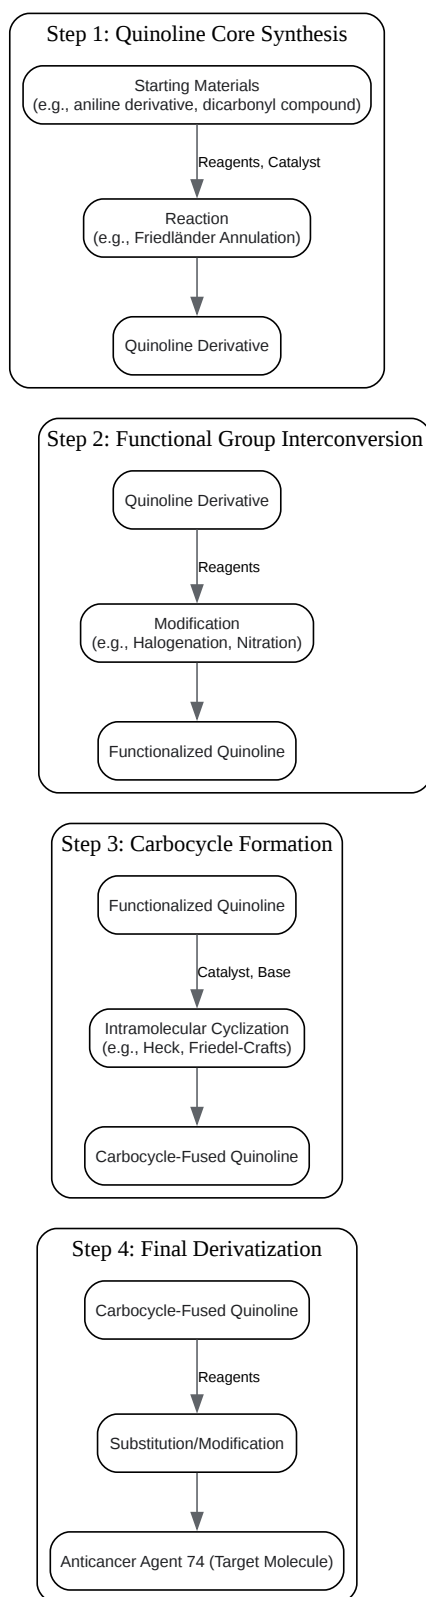 Step 1: Quinoline Core Synthesis
Starting Materials
(e.g., aniline derivative, dicarbonyl compound)
Reagents, Catalyst
Reaction
(e.g., Friedländer Annulation)
Quinoline Derivative
Step 2: Functional Group Interconversion
Quinoline Derivative
Reagents
Modification
(e.g., Halogenation, Nitration)
Functionalized Quinoline
Step 3: Carbocycle Formation
Functionalized Quinoline
Catalyst, Base
Intramolecular Cyclization
(e.g., Heck, Friedel-Crafts)
Carbocycle-Fused Quinoline
Step 4: Final Derivatization
Carbocycle-Fused Quinoline
Reagents
Substitution/Modification
Anticancer Agent 74 (Target Molecule)